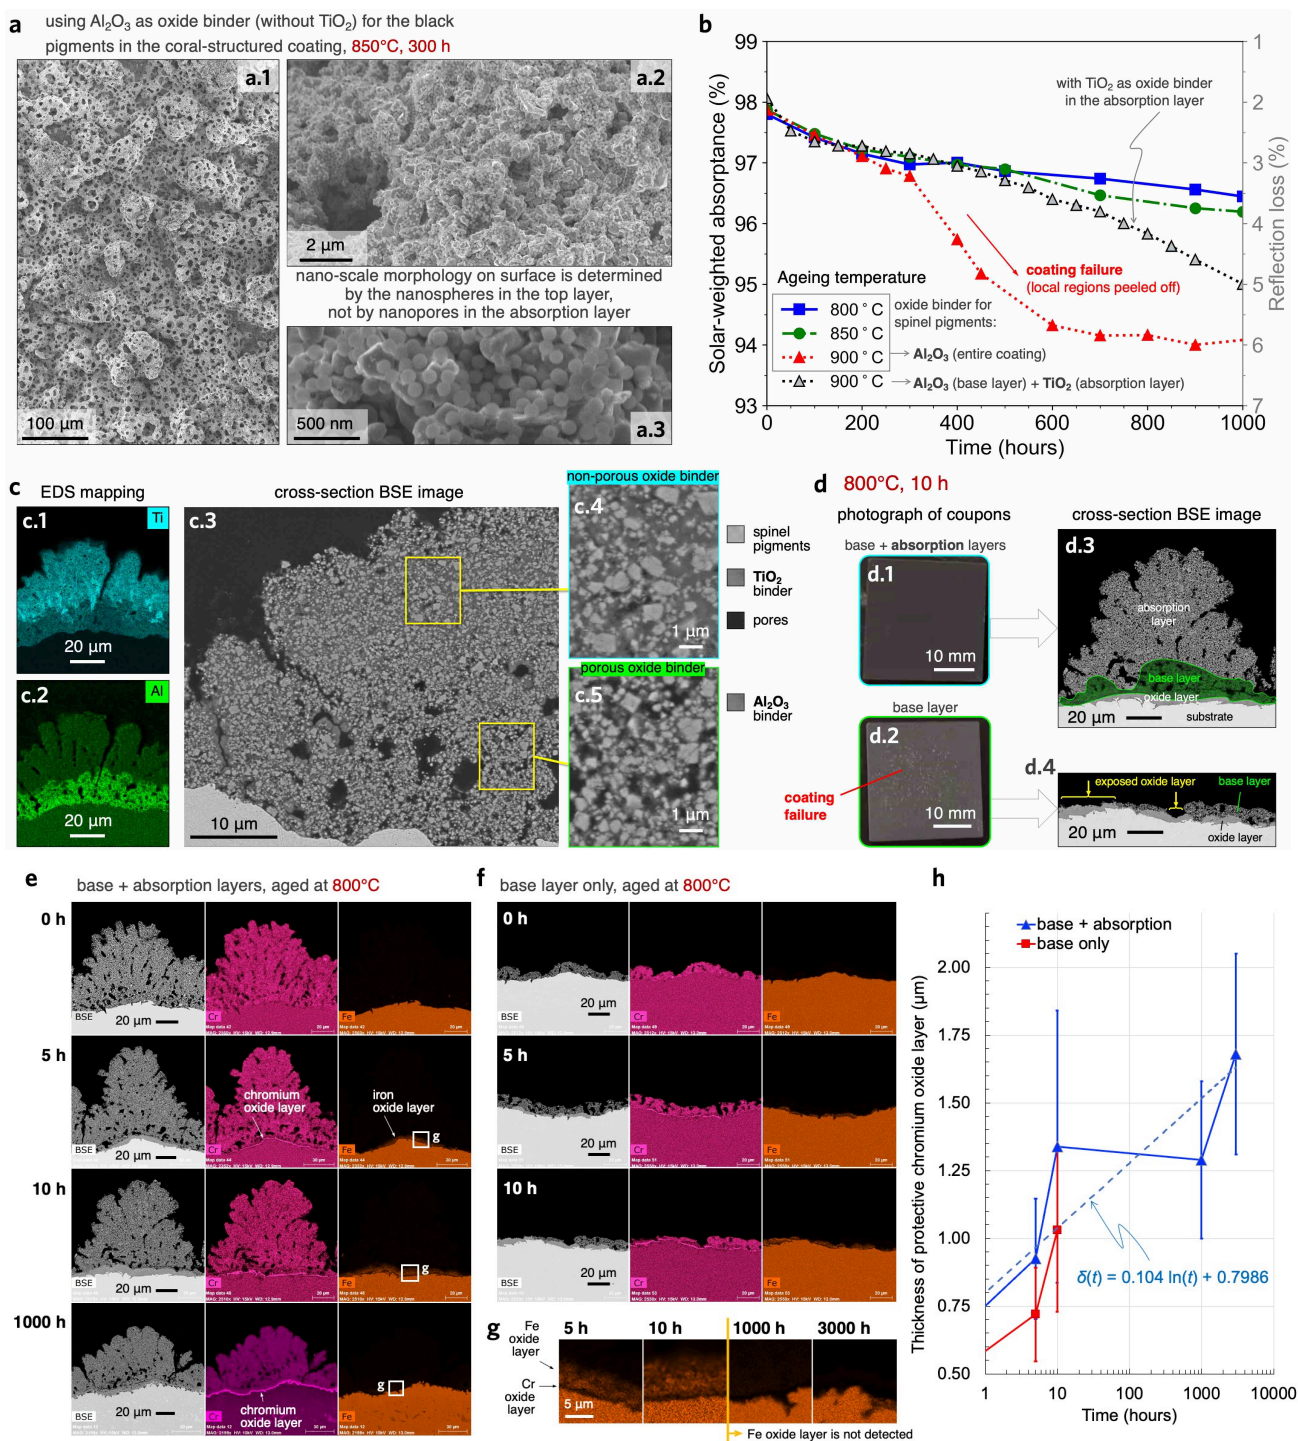 a
using Al₂O₃ as oxide binder (without TiO₂) for the black
pigments in the coral-structured coating, 850°C, 300 h
a.1
100 µm
a.2
2 µm
nano-scale morphology on surface is determined
by the nanospheres in the top layer,
not by nanopores in the absorption layer
500 nm
a.3
b
Solar-weighted absorptance (%)
99
98
97
96
95
94
93
1
2
3
4
5
6
7
Reflection loss (%)
0
200
400
600
800
1000
Time (hours)
with TiO₂ as oxide binder
in the absorption layer
coating failure
(local regions peeled off)
Ageing temperature
800 °C
850 °C
900 °C
900 °C
oxide binder for
spinel pigments:
Al₂O₃ (entire coating)
Al₂O₃ (base layer) + TiO₂ (absorption layer)
c
EDS mapping
cross-section BSE image
c.1
Ti
20 µm
c.2
Al
20 µm
c.3
10 µm
non-porous oxide binder
c.4
1 µm
porous oxide binder
c.5
1 µm
spinel
pigments
TiO₂
binder
pores
Al₂O₃
binder
d
800°C, 10 h
photograph of coupons
cross-section BSE image
base + absorption layers
d.1
10 mm
base layer
d.2
coating
failure
10 mm
d.3
absorption
layer
base layer
oxide layer
20 µm
substrate
d.4
exposed oxide layer
base layer
20 µm
oxide layer
e
base + absorption layers, aged at 800°C
0 h
BSE
20 µm
Cr
Fe
5 h
chromium
oxide layer
iron
oxide layer
g
BSE
20 µm
Cr
Fe
10 h
g
BSE
20 µm
Cr
Fe
1000 h
g
BSE
20 µm
Cr
chromium
oxide layer
Fe
f
base layer only, aged at 800°C
0 h
BSE
20 µm
Cr
Fe
5 h
BSE
20 µm
Cr
Fe
10 h
BSE
20 µm
Cr
Fe
g
Fe
oxide
layer
Cr
oxide
layer
5 h
10 h
1000 h
3000 h
5 µm
Fe oxide layer is not detected
h
base + absorption
base only
Thickness of protective chromium oxide layer (µm)
2.00
1.75
1.50
1.25
1.00
0.75
0.50
δ(t) = 0.104 ln(t) + 0.7986
1
10
100
1000
10000
Time (hours)